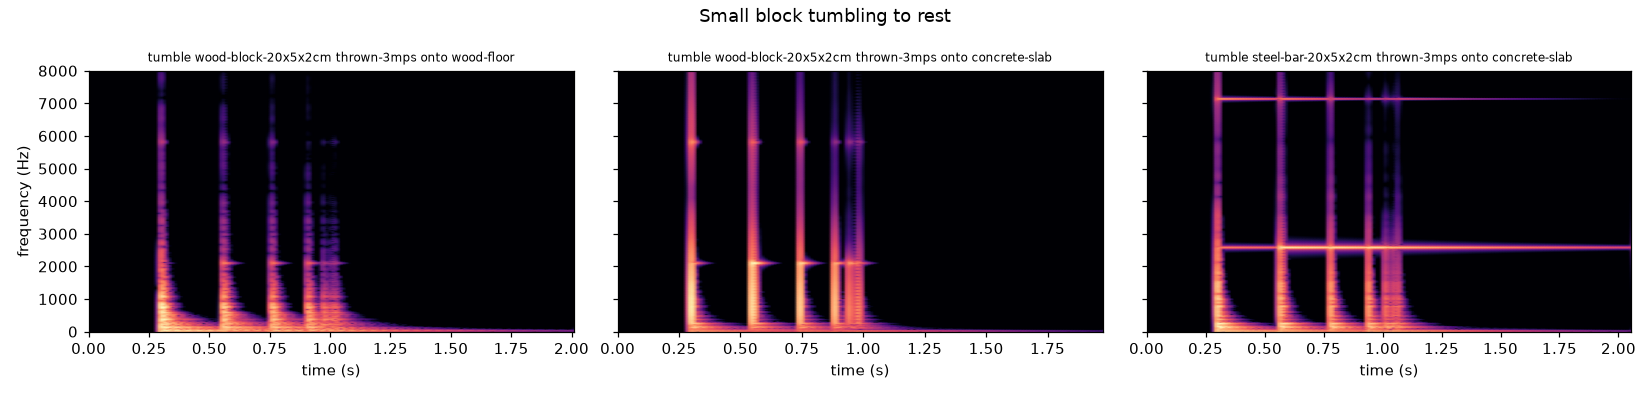 Small block tumbling to rest
tumble wood-block-20x5x2cm thrown-3mps onto wood-floor
tumble wood-block-20x5x2cm thrown-3mps onto concrete-slab
tumble steel-bar-20x5x2cm thrown-3mps onto concrete-slab
8000
7000
6000
5000
4000
3000
2000
1000
0
frequency (Hz)
0.00 0.25 0.50 0.75 1.00 1.25 1.50 1.75 2.00
0.00 0.25 0.50 0.75 1.00 1.25 1.50 1.75
0.00 0.25 0.50 0.75 1.00 1.25 1.50 1.75 2.00
time (s)
time (s)
time (s)